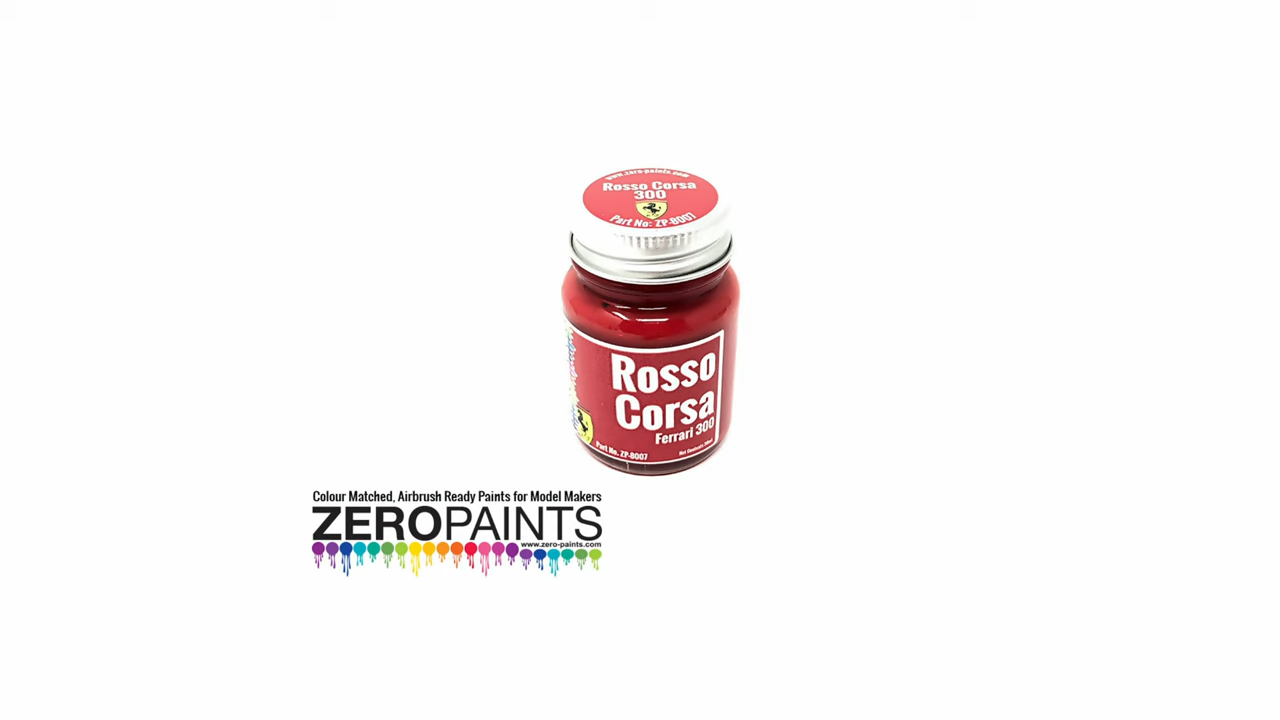 www.zero-paints.com
Rosso Corsa
300
Part No: ZP-8007
Rosso
Corsa
Ferrari 300
Part No. ZP-8007
Colour Matched, Airbrush Ready Paints for Model Makers
ZEROPAINTS
www.zero-paints.com